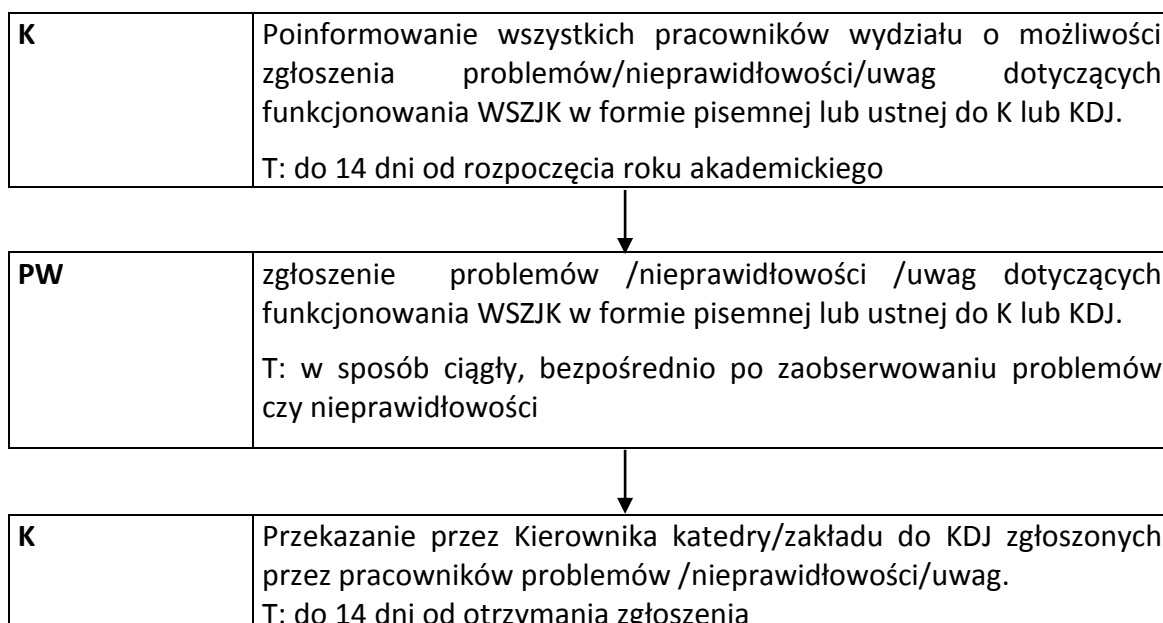 K
Poinformowanie wszystkich pracowników wydziału o możliwości
zgłoszenia problemów/nieprawidłowości/uwag dotyczących
funkcjonowania WSZJK w formie pisemnej lub ustnej do K lub KDJ.
T: do 14 dni od rozpoczęcia roku akademickiego
PW
zgłoszenie problemów /nieprawidłowości /uwag dotyczących
funkcjonowania WSZJK w formie pisemnej lub ustnej do K lub KDJ.
T: w sposób ciągły, bezpośrednio po zaobserwowaniu problemów
czy nieprawidłowości
K
Przekazanie przez Kierownika katedry/zakładu do KDJ zgłoszonych
przez pracowników problemów /nieprawidłowości/uwag.
T: do 14 dni od otrzymania zgłoszenia